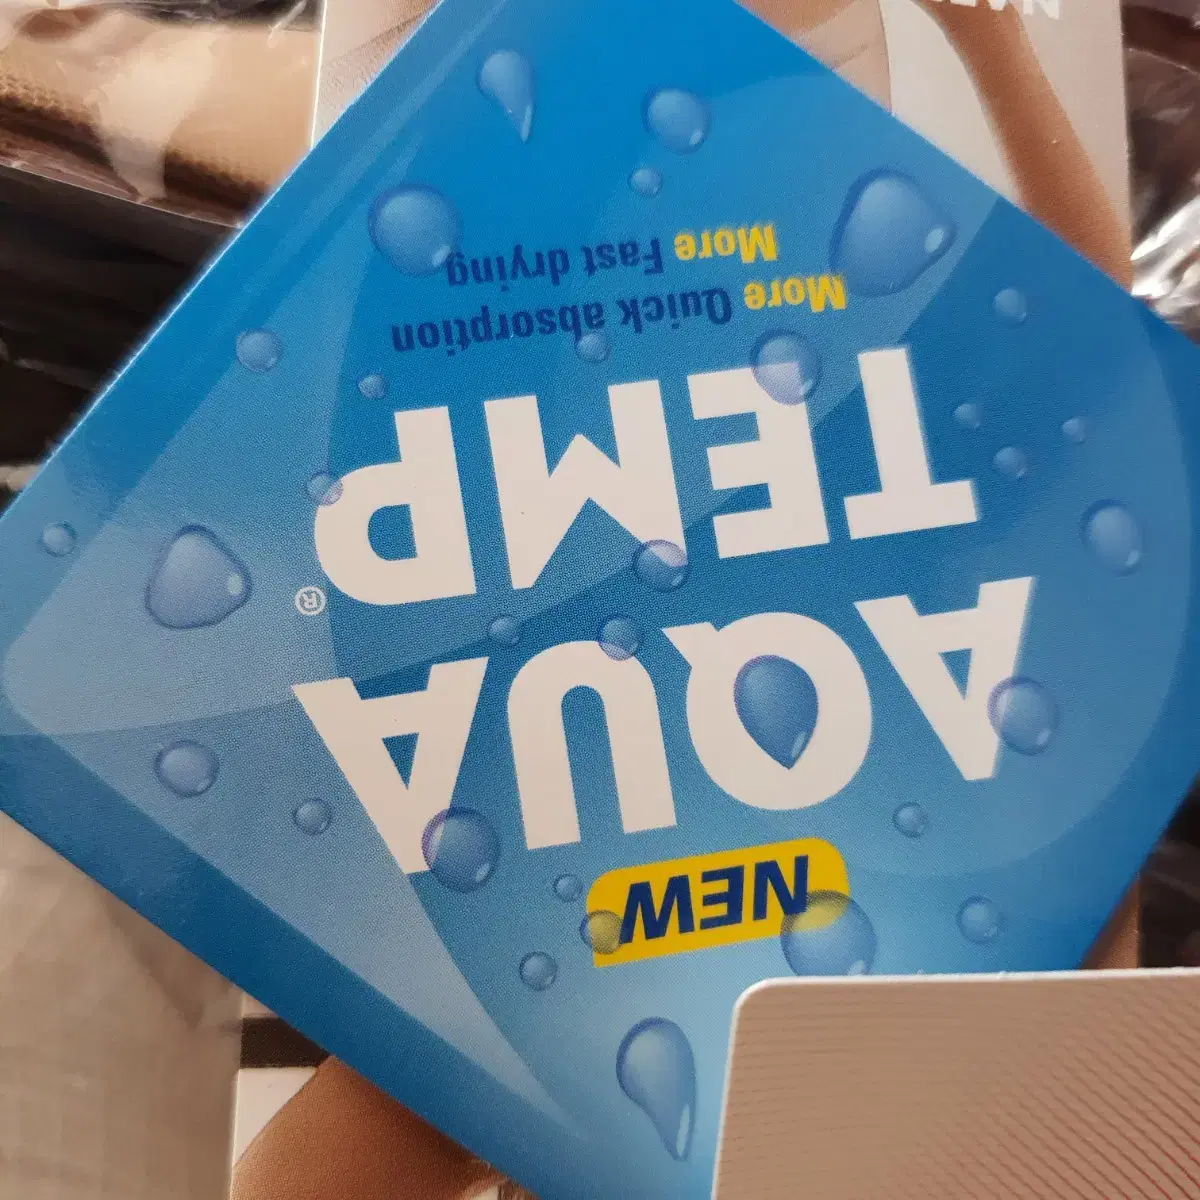 NEW
AQUA
TEMP®
More Quick absorption
More Fast drying